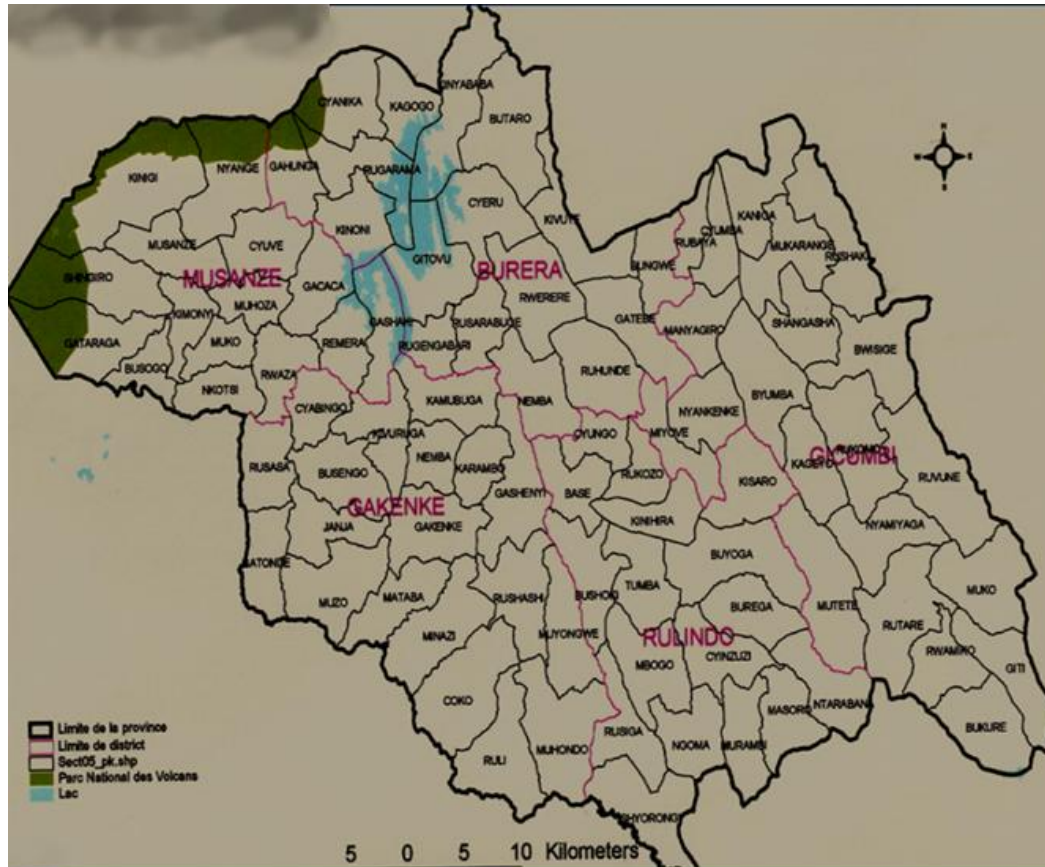 CYANIKA
KAGOGO
BUTARO
KINIGI
NYANGE
GAHUNGA
RUGARAMA
CYERU
KIVUYE
KANIGA
CYUMBA
RUBAYA
MUKARANGE
RUSHAKI
MUSANZE
CYUVE
KINONI
GITOVU
BURERA
BUNGWE
SHINGIRO
MUSANZE
GACACA
RWERERE
KIMONYI
MUHOZA
GASHAKI
RUSARABUGE
GATEBE
MANYAGIRO
SHANGASHA
GATARAGA
MUKO
REMERA
RUGENGABARI
BWISIGE
BUSOGO
RWAZA
RUHUNDE
NKOTSI
CYABINGO
KAMUBUGA
NEMBA
NYANKENKE
BYUMBA
KIVURUGA
CYUNGO
MIYOVE
RUKOMO
GICUMBI
RUSASA
BUSENGO
NEMBA
KARAMBO
RUKOZO
KISARO
RUVUNE
GAKENKE
GASHENYI
BASE
JANJA
GAKENKE
KINIHIRA
NYAMIYAGA
BUYOGA
MUZO
MATABA
RUSHASHI
BUSHOKI
TUMBA
BUREGA
MUTETE
MUKO
MINAZI
MUYONGWE
RULINDO
RUTARE
MBOGO
CYINZUZI
RWAMIKO
GITI
COKO
MASORO
NTARABANA
BUKURE
RULI
MUHONDO
RUSIGA
NGOMA
MURAMBI
SHYORONGI
Limite de la province
Limite de district
Sect05_pk.shp
Parc National des Volcans
Lac
5 0 5 10 Kilometers